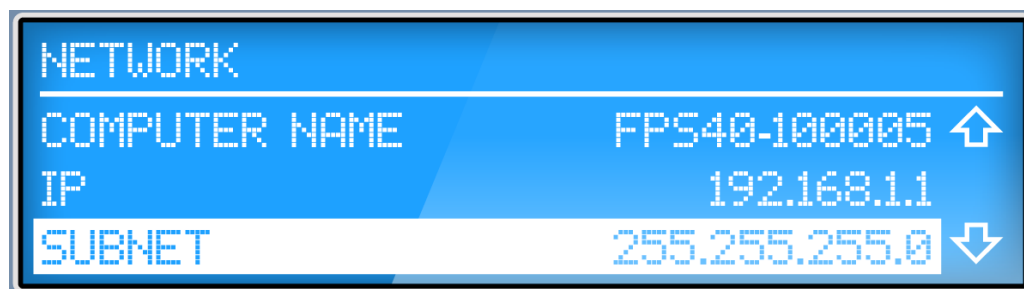 NETWORK
COMPUTER NAME FPS40-100005
IP 192.168.1.1
SUBNET 255.255.255.0